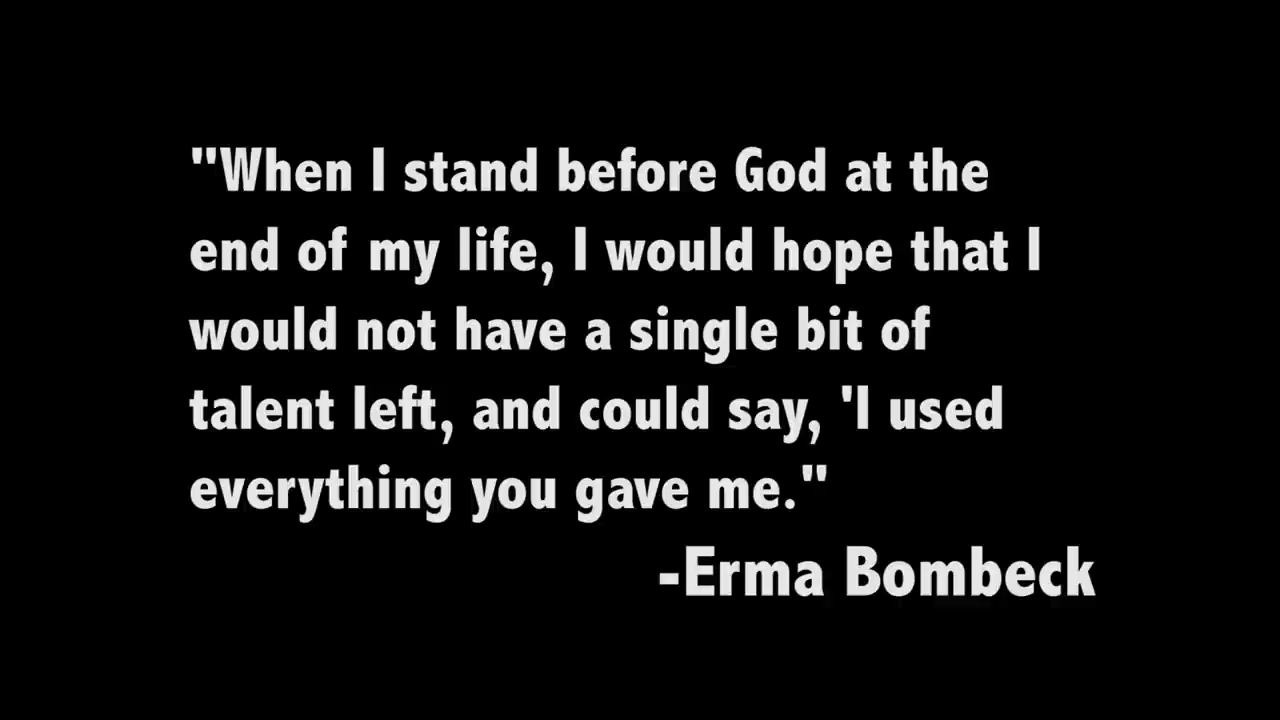 "When I stand before God at the
end of my life, I would hope that I
would not have a single bit of
talent left, and could say, 'I used
everything you gave me."
-Erma Bombeck